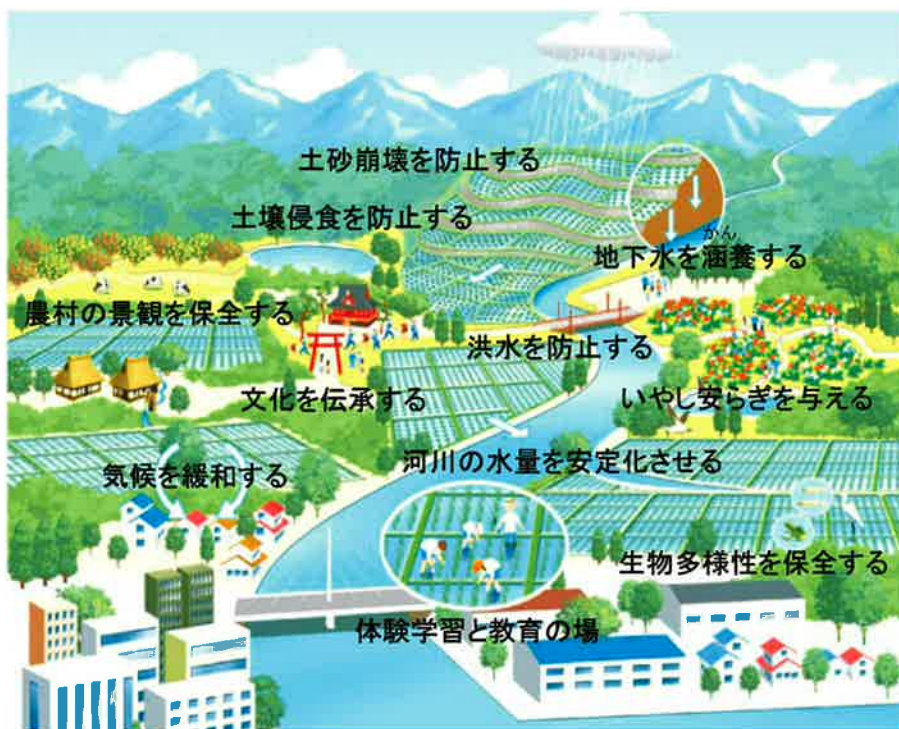 土砂崩壊を防止する
土壌侵食を防止する
かん
地下水を涵養する
農村の景観を保全する
洪水を防止する
文化を伝承する
いやし安らぎを与える
気候を緩和する
河川の水量を安定化させる
生物多様性を保全する
体験学習と教育の場